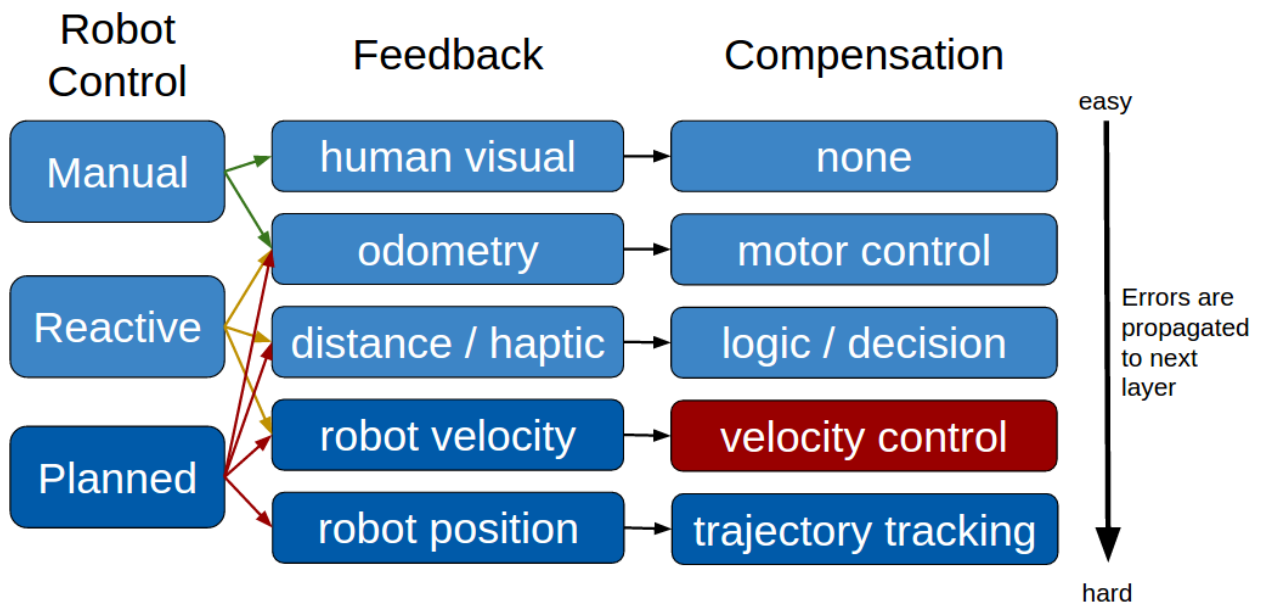 Robot
Control
Feedback
Compensation
easy
Manual
human visual
none
odometry
motor control
Reactive
distance / haptic
logic / decision
Errors are
propagated
to next
layer
Planned
robot velocity
velocity control
robot position
trajectory tracking
hard